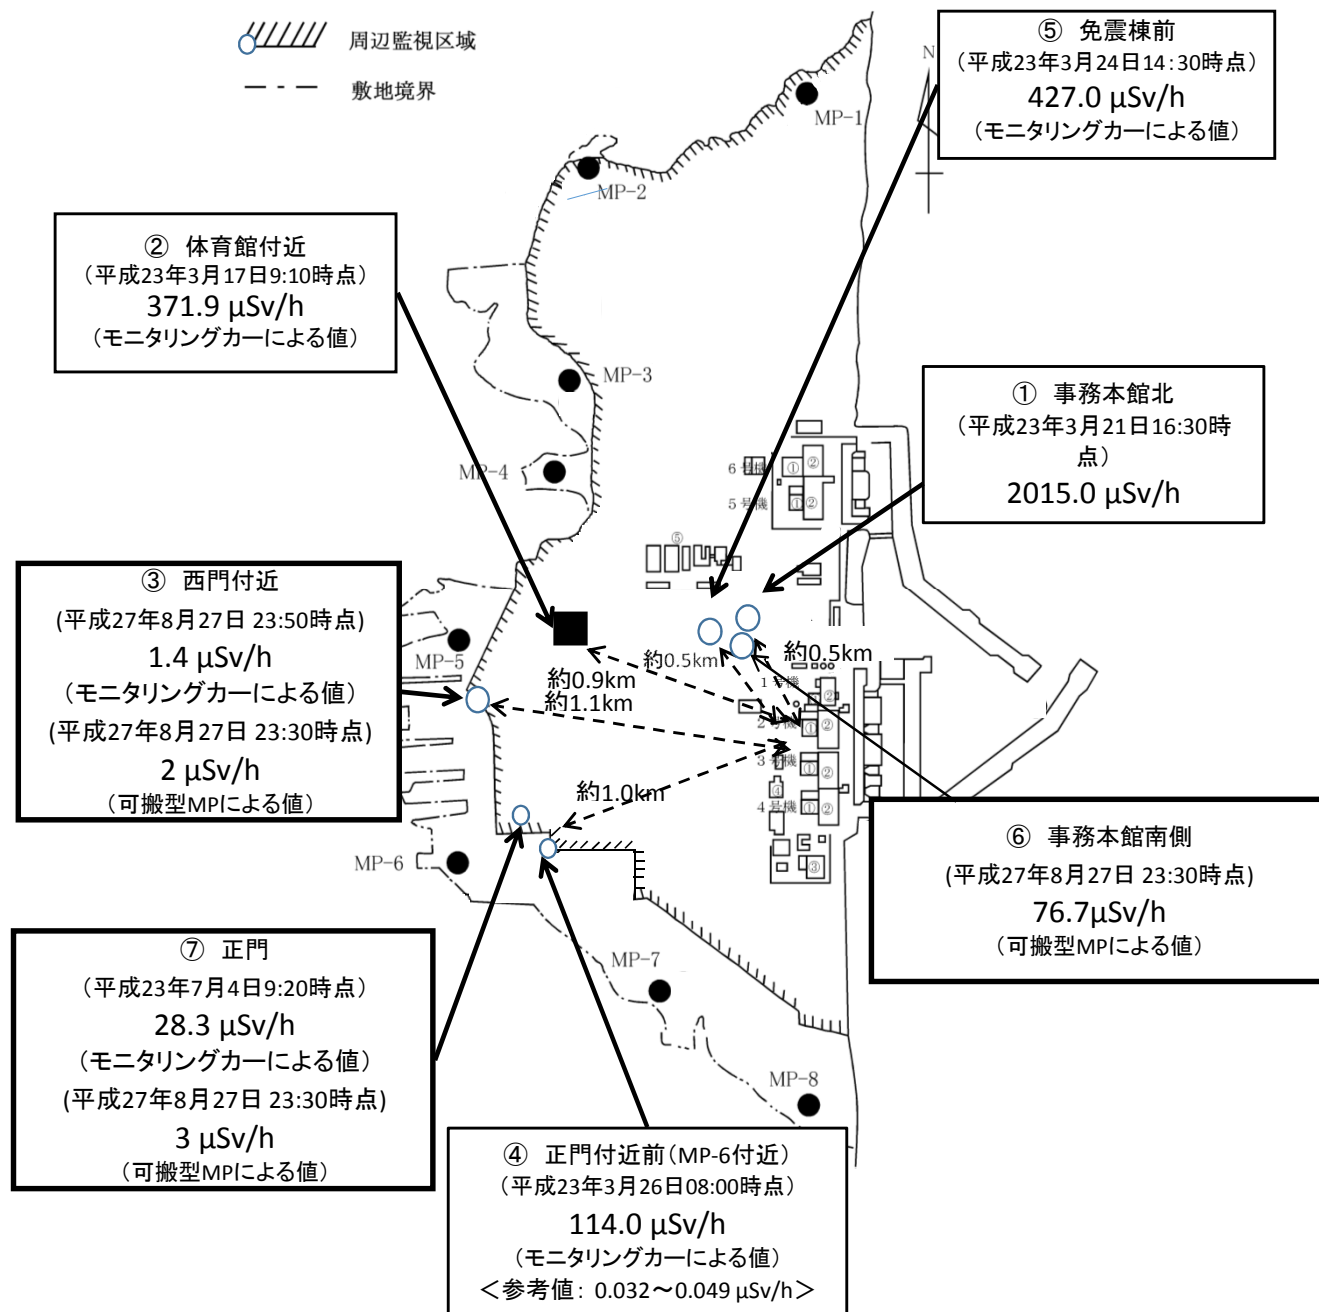 周辺監視区域
敷地境界
⑤ 免震棟前
（平成23年3月24日14：30時点）
427.0 μSv/h
（モニタリングカーによる値）
N
MP-1
MP-2
② 体育館付近
（平成23年3月17日9:10時点）
371.9 μSv/h
（モニタリングカーによる値）
MP-3
① 事務本館北
（平成23年3月21日16:30時
点）
2015.0 μSv/h
MP-4
6号機
①
②
5号機
①
②
⑤
③ 西門付近
(平成27年8月27日 23:50時点)
1.4 μSv/h
（モニタリングカーによる値）
(平成27年8月27日 23:30時点)
2 μSv/h
（可搬型MPによる値）
MP-5
約0.5km
約0.5km
約0.9km
約1.1km
1号機
②
2号機
①
②
3号機
①
②
④
約1.0km
4号機
①
②
③
⑥ 事務本館南側
(平成27年8月27日 23:30時点)
76.7μSv/h
（可搬型MPによる値）
MP-6
⑦ 正門
（平成23年7月4日9:20時点）
28.3 μSv/h
（モニタリングカーによる値）
(平成27年8月27日 23:30時点)
3 μSv/h
（可搬型MPによる値）
MP-7
MP-8
④ 正門付近前（MP-6付近）
（平成23年3月26日08:00時点）
114.0 μSv/h
（モニタリングカーによる値）
＜参考値： 0.032～0.049 μSv/h＞